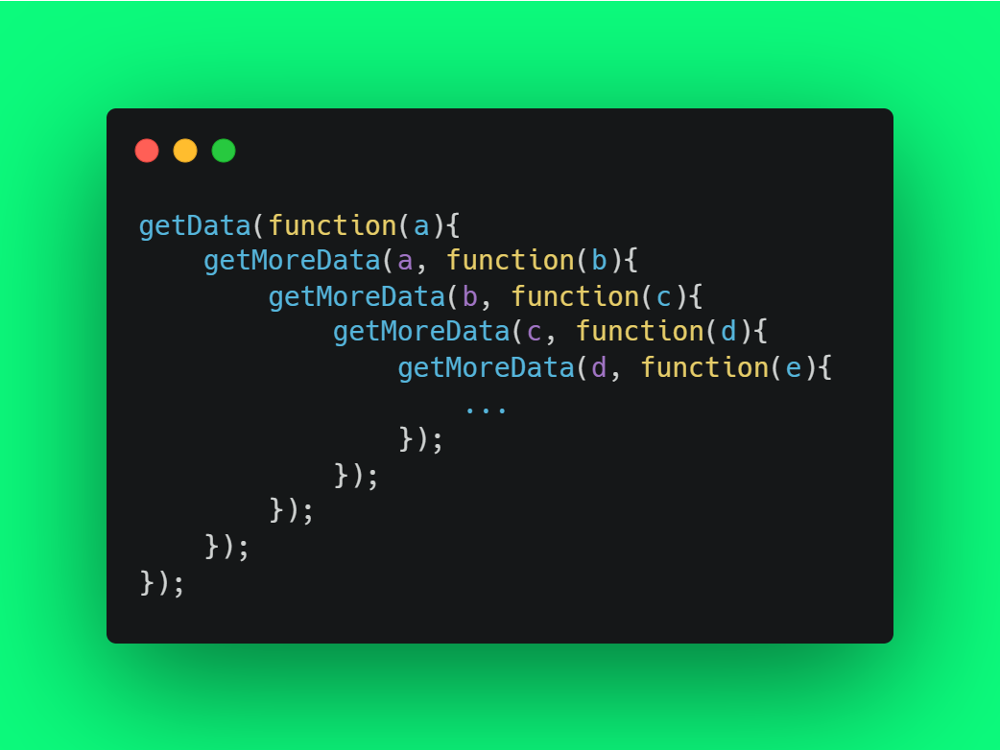 getData(function(a){
    getMoreData(a, function(b){
        getMoreData(b, function(c){
            getMoreData(c, function(d){
                getMoreData(d, function(e){
                    ...
                });
            });
        });
    });
});